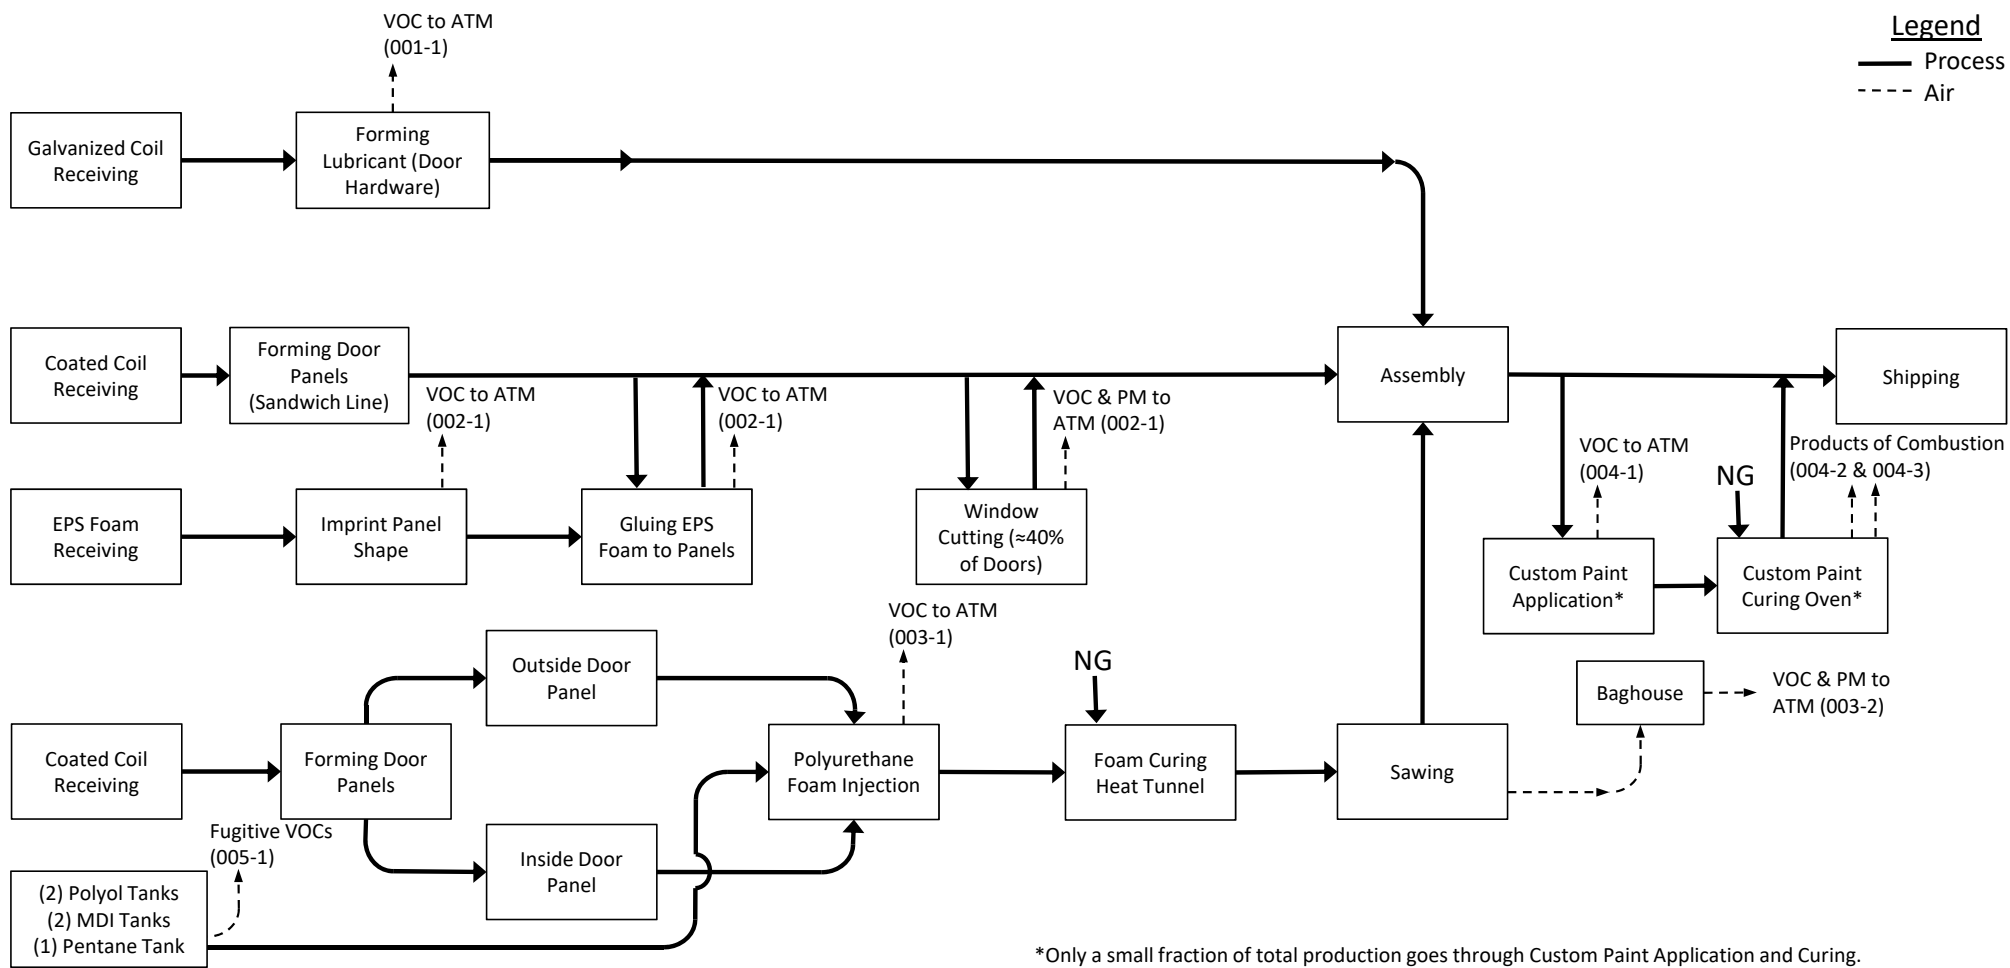 VOC to ATM
(001-1)
Legend
Process
Air
Galvanized Coil
Receiving
Forming
Lubricant (Door
Hardware)
Coated Coil
Receiving
Forming Door
Panels
(Sandwich Line)
VOC to ATM
(002-1)
VOC to ATM
(002-1)
VOC & PM to
ATM (002-1)
Assembly
Shipping
EPS Foam
Receiving
Imprint Panel
Shape
Gluing EPS
Foam to Panels
Window
Cutting (≈40%
of Doors)
VOC to ATM
(004-1)
NG
Products of Combustion
(004-2 & 004-3)
Custom Paint
Application*
Custom Paint
Curing Oven*
VOC to ATM
(003-1)
Outside Door
Panel
NG
Baghouse
VOC & PM to
ATM (003-2)
Coated Coil
Receiving
Forming Door
Panels
Polyurethane
Foam Injection
Foam Curing
Heat Tunnel
Sawing
Fugitive VOCs
(005-1)
Inside Door
Panel
(2) Polyol Tanks
(2) MDI Tanks
(1) Pentane Tank
*Only a small fraction of total production goes through Custom Paint Application and Curing.